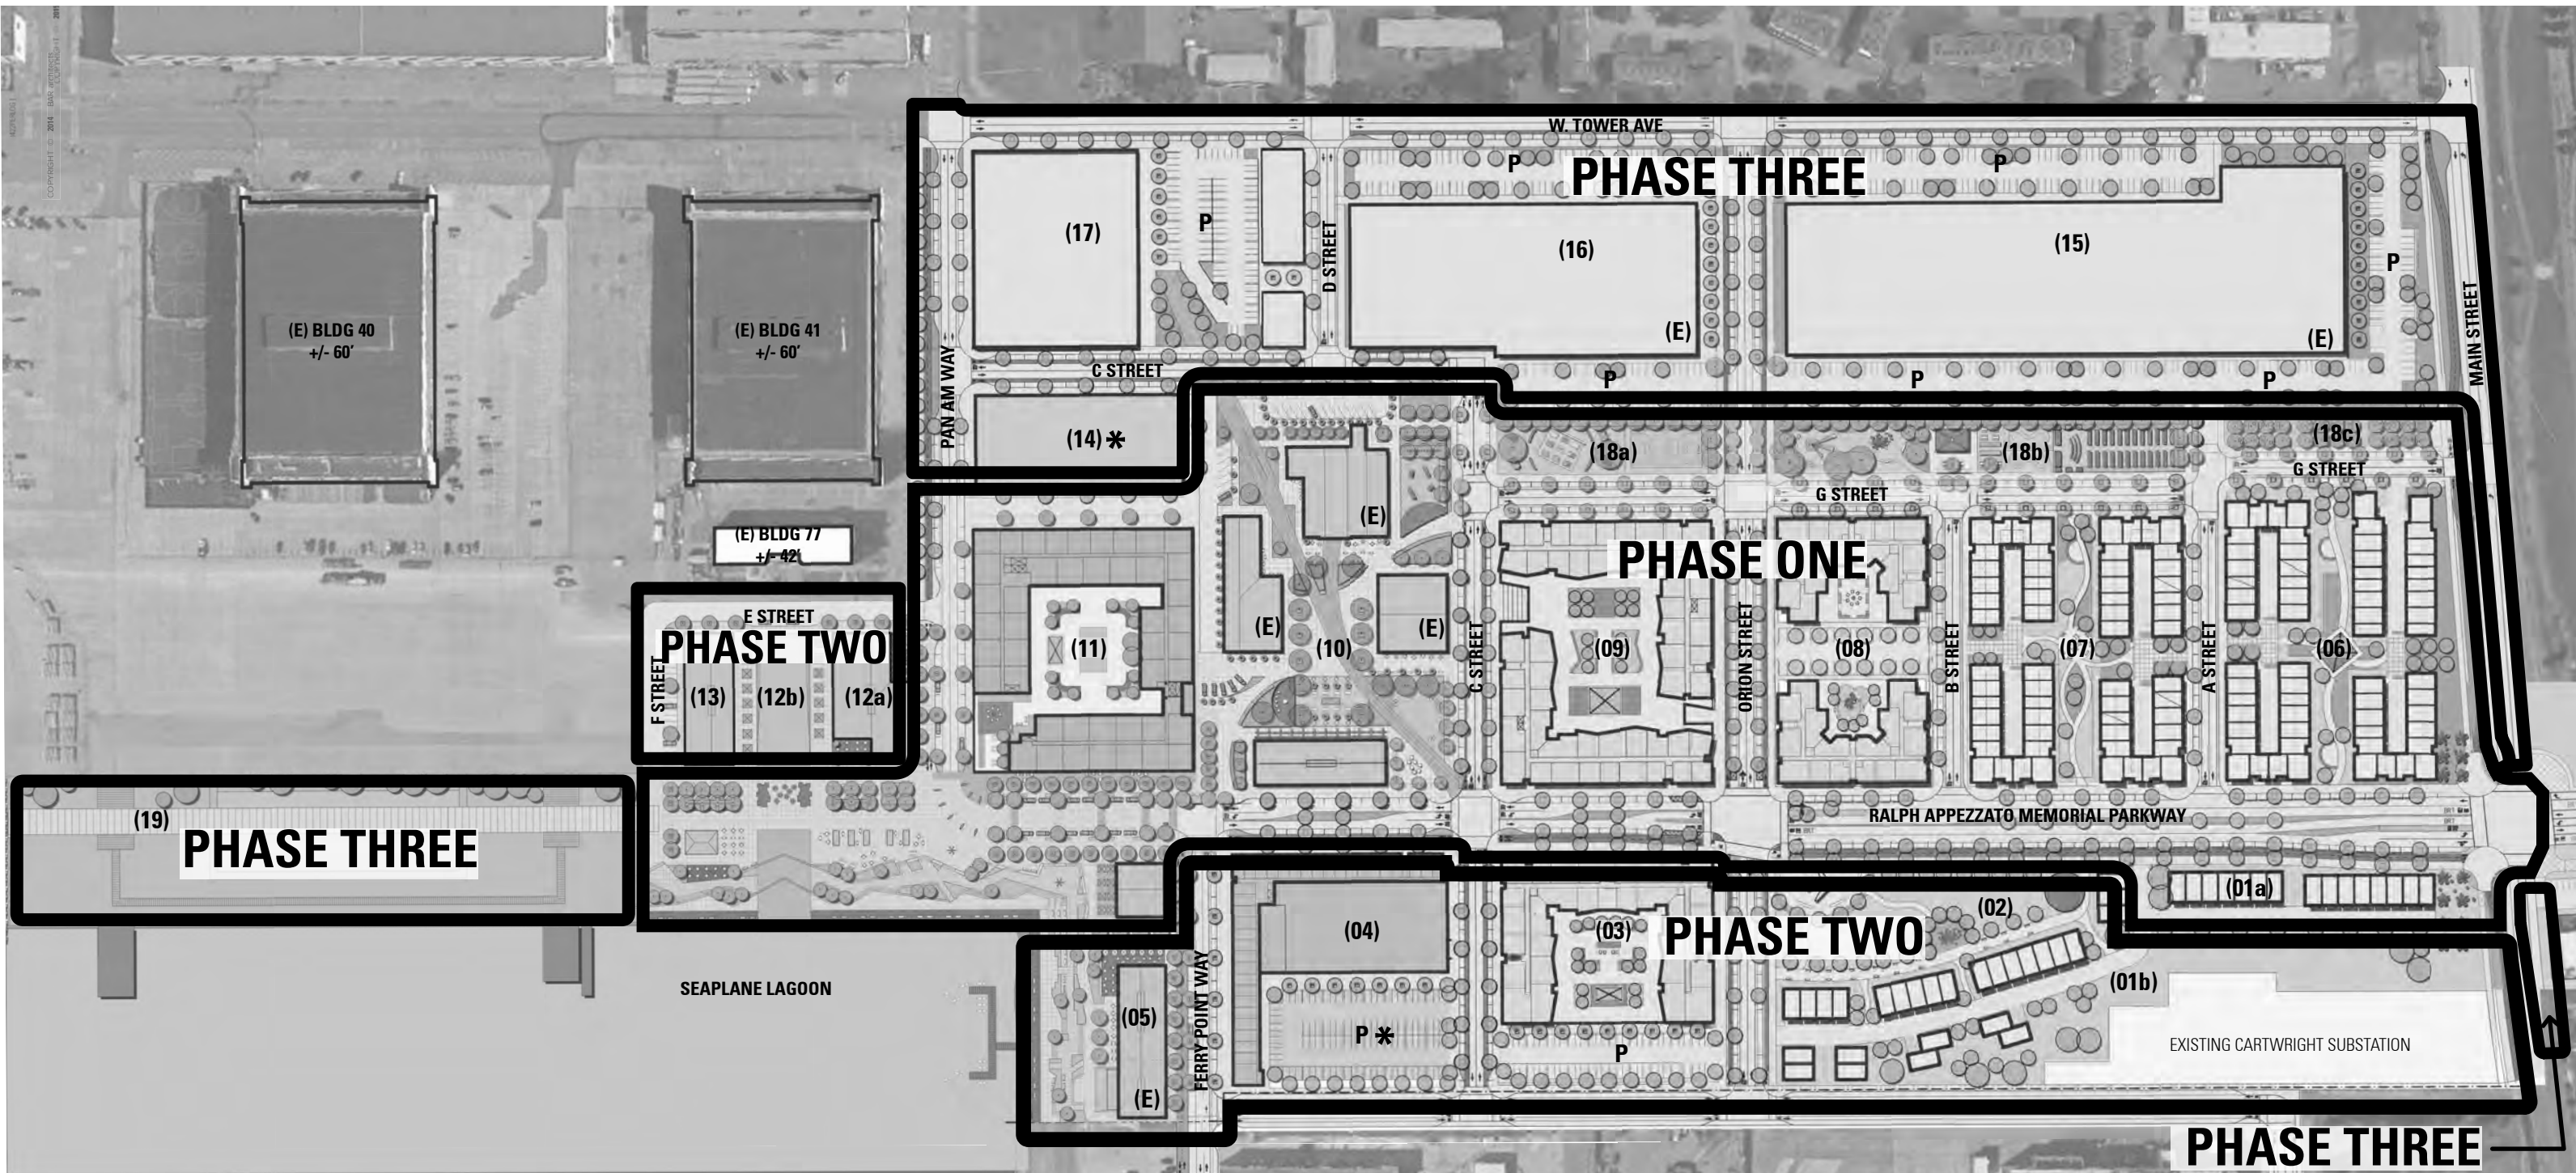 COPYRIGHT © 2014
W. TOWER AVE
P
PHASE THREE
P
(17)
P
D STREET
(16)
(15)
P
(E) BLDG 40
+/- 60'
(E) BLDG 41
+/- 60'
(E)
(E)
MAIN STREET
PAN AM WAY
C STREET
P
P
P
(14) *
(18a)
(18b)
(18c)
G STREET
G STREET
(E)
(E) BLDG 77
+/- 42'
PHASE ONE
E STREET
PHASE TWO
F STREET
(13)
(12b)
(12a)
(11)
(E)
(10)
(E)
C STREET
(09)
ORION STREET
(08)
B STREET
(07)
A STREET
(06)
(19)
PHASE THREE
RALPH APPEZZATO MEMORIAL PARKWAY
(01a)
(02)
(04)
(03)
PHASE TWO
(01b)
SEAPLANE LAGOON
(05)
FERRY POINT WAY
P *
P
EXISTING CARTWRIGHT SUBSTATION
(E)
PHASE THREE